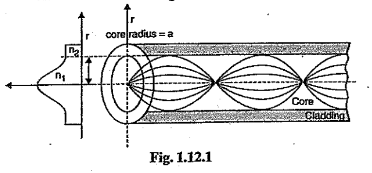 r
core radius = a
n₂
r
n₁
Core
Cladding
Fig. 1.12.1